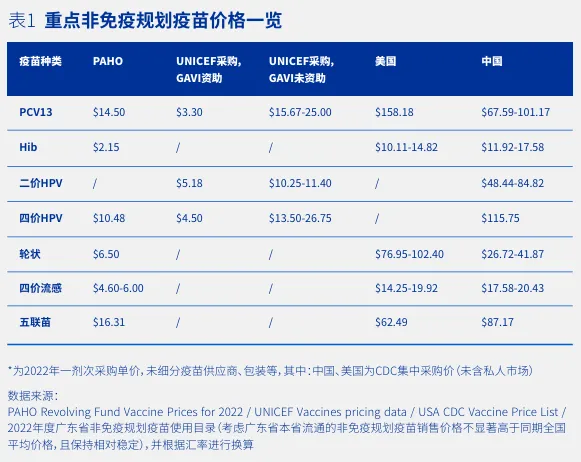 表1 重点非免疫规划疫苗价格一览
疫苗种类 PAHO UNICEF采购, GAVI资助 UNICEF采购, GAVI未资助 美国 中国
PCV13 $14.50 $3.30 $15.67-25.00 $158.18 $67.59-101.17
Hib $2.15 / / $10.11-14.82 $11.92-17.58
二价HPV / $5.18 $10.25-11.40 / $48.44-84.82
四价HPV $10.48 $4.50 $13.50-26.75 / $115.75
轮状 $6.50 / / $76.95-102.40 $26.72-41.87
四价流感 $4.60-6.00 / / $14.25-19.92 $17.58-20.43
五联苗 $16.31 / / $62.49 $87.17
*为2022年一剂次采购单价,未细分疫苗供应商、包装等,其中:中国、美国为CDC集中采购价(未含私人市场)
数据来源:
PAHO Revolving Fund Vaccine Prices for 2022 / UNICEF Vaccines pricing data / USA CDC Vaccine Price List /
2022年度广东省非免疫规划疫苗使用目录(考虑广东省本省流通的非免疫规划疫苗销售价格不显著高于同期全国
平均价格,且保持相对稳定),并根据汇率进行换算